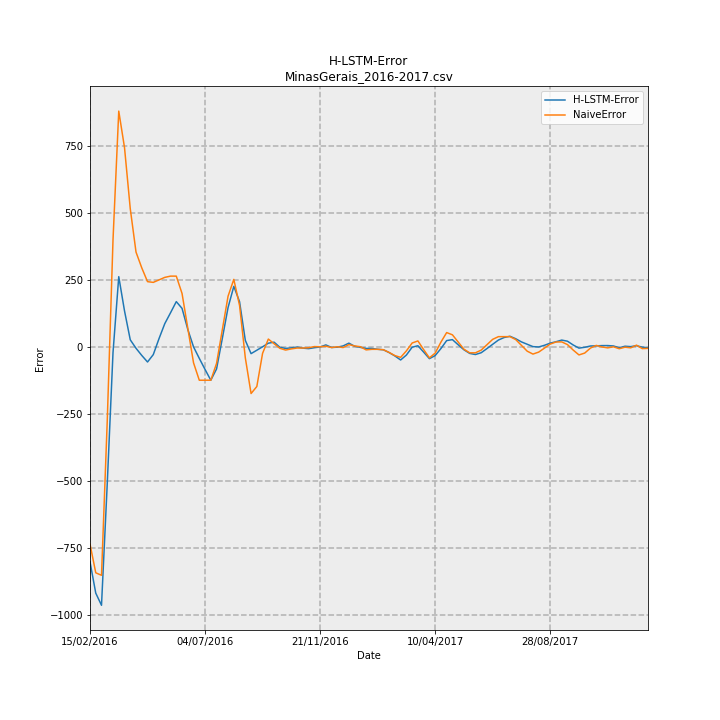 H-LSTM-Error
MinasGerais_2016-2017.csv
H-LSTM-Error
NaiveError
750
500
250
0
−250
−500
−750
−1000
Error
15/02/2016
04/07/2016
21/11/2016
10/04/2017
28/08/2017
Date